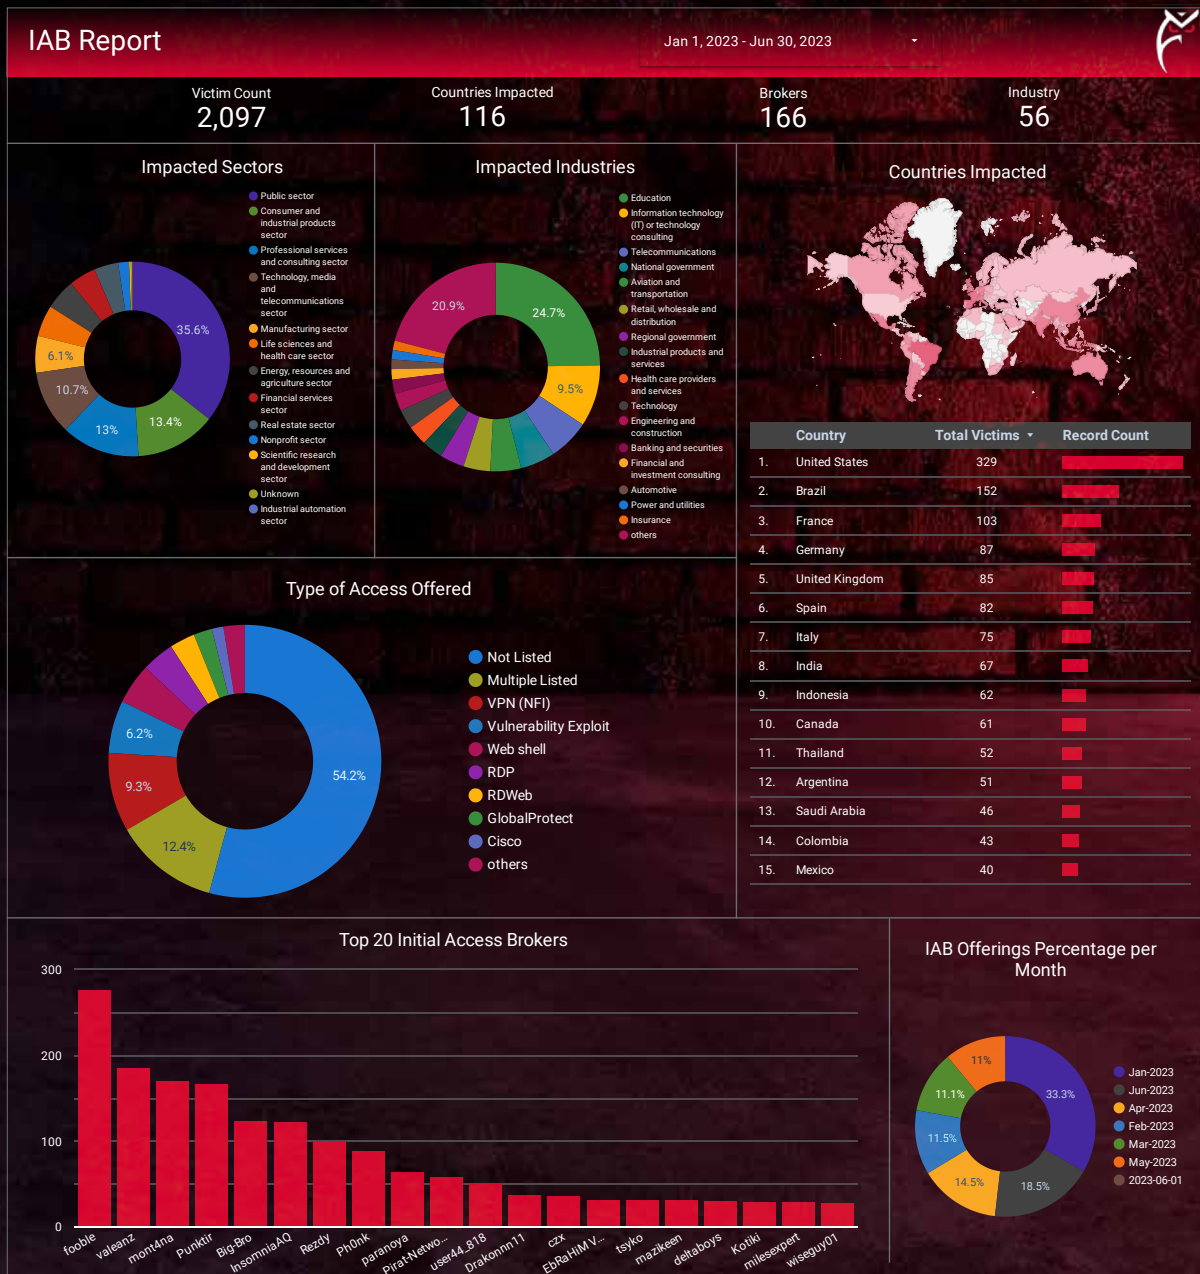 IAB Report
Jan 1, 2023 - Jun 30, 2023
Victim Count
2,097
Countries Impacted
116
Brokers
166
Industry
56
Impacted Sectors
35.6%
13.4%
13%
10.7%
6.1%
Public sector
Consumer and
industrial products
sector
Professional services
and consulting sector
Technology, media
and
telecommunications
sector
Manufacturing sector
Life sciences and
health care sector
Energy, resources and
agriculture sector
Financial services
sector
Real estate sector
Nonprofit sector
Scientific research
and development
sector
Unknown
Industrial automation
sector
Impacted Industries
20.9%
24.7%
9.5%
Education
Information technology
(IT) or technology
consulting
Telecommunications
National government
Aviation and
transportation
Retail, wholesale and
distribution
Regional government
Industrial products and
services
Health care providers
and services
Technology
Engineering and
construction
Banking and securities
Financial and
investment consulting
Automotive
Power and utilities
Insurance
others
Countries Impacted
Country Total Victims Record Count
1. United States 329
2. Brazil 152
3. France 103
4. Germany 87
5. United Kingdom 85
6. Spain 82
7. Italy 75
8. India 67
9. Indonesia 62
10. Canada 61
11. Thailand 52
12. Argentina 51
13. Saudi Arabia 46
14. Colombia 43
15. Mexico 40
Type of Access Offered
54.2%
12.4%
9.3%
6.2%
Not Listed
Multiple Listed
VPN (NFI)
Vulnerability Exploit
Web shell
RDP
RDWeb
GlobalProtect
Cisco
others
Top 20 Initial Access Brokers
300
200
100
0
fooble
valeanz
mont4na
Punktir
Big-Bro
InsomniaAQ
Rezdy
Ph0nk
paranoya
Pirat-Netwo...
user44_818
Drakonnn11
czx
EbRaHiM V...
tsyko
mazikeen
deltaboys
Kotiki
milesexpert
wiseguy01
IAB Offerings Percentage per
Month
33.3%
18.5%
14.5%
11.5%
11.1%
11%
Jan-2023
Jun-2023
Apr-2023
Feb-2023
Mar-2023
May-2023
2023-06-01